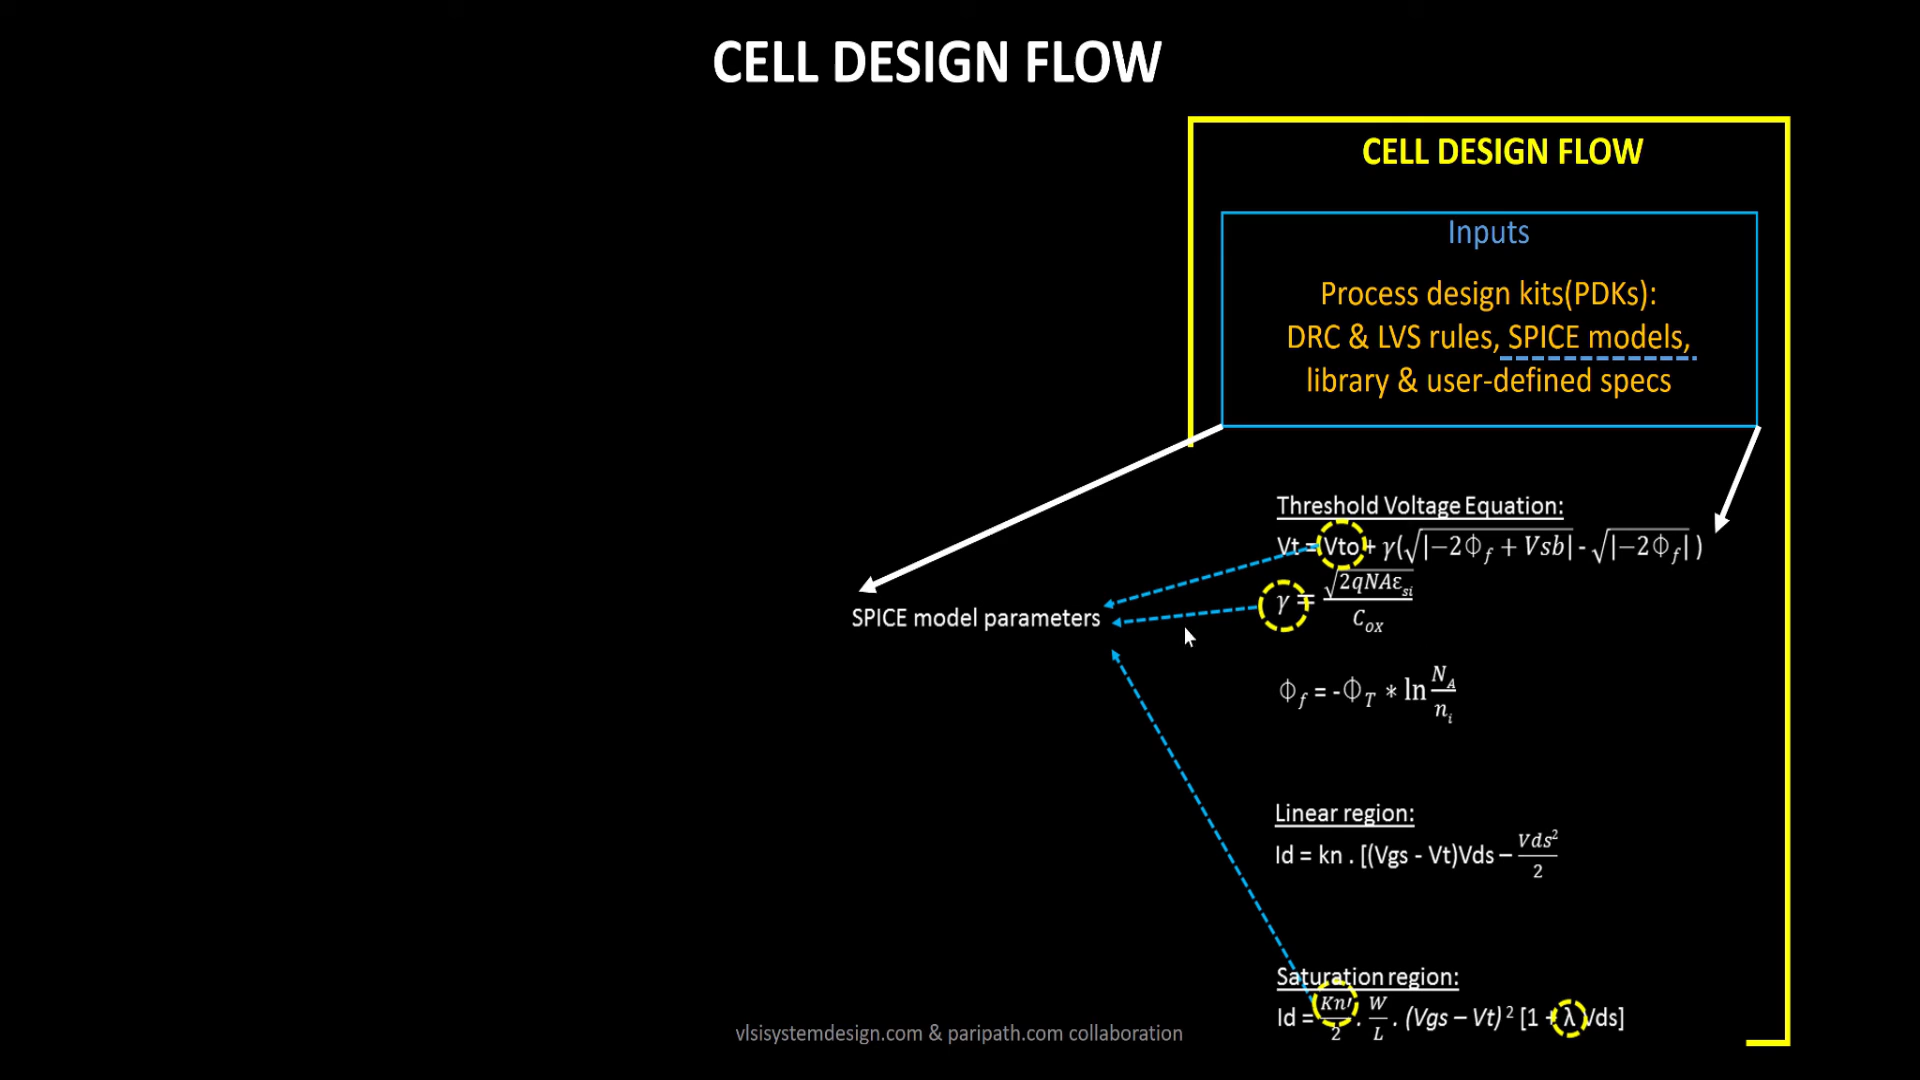 CELL DESIGN FLOW
CELL DESIGN FLOW
Inputs
Process design kits(PDKs):
DRC & LVS rules, SPICE models,
library & user-defined specs
Threshold Voltage Equation:
Vt = Vto + γ(√|−2Φf + Vsb| - √|−2Φf| )
γ = √2qNAεsi / Cox
SPICE model parameters
Φf = -ΦT * ln NA / ni
Linear region:
Id = kn . [(Vgs - Vt)Vds – Vds² / 2
Saturation region:
Id = Kn′ / 2 . W / L . (Vgs – Vt) ² [1 + λ Vds]
vlsisystemdesign.com & paripath.com collaboration